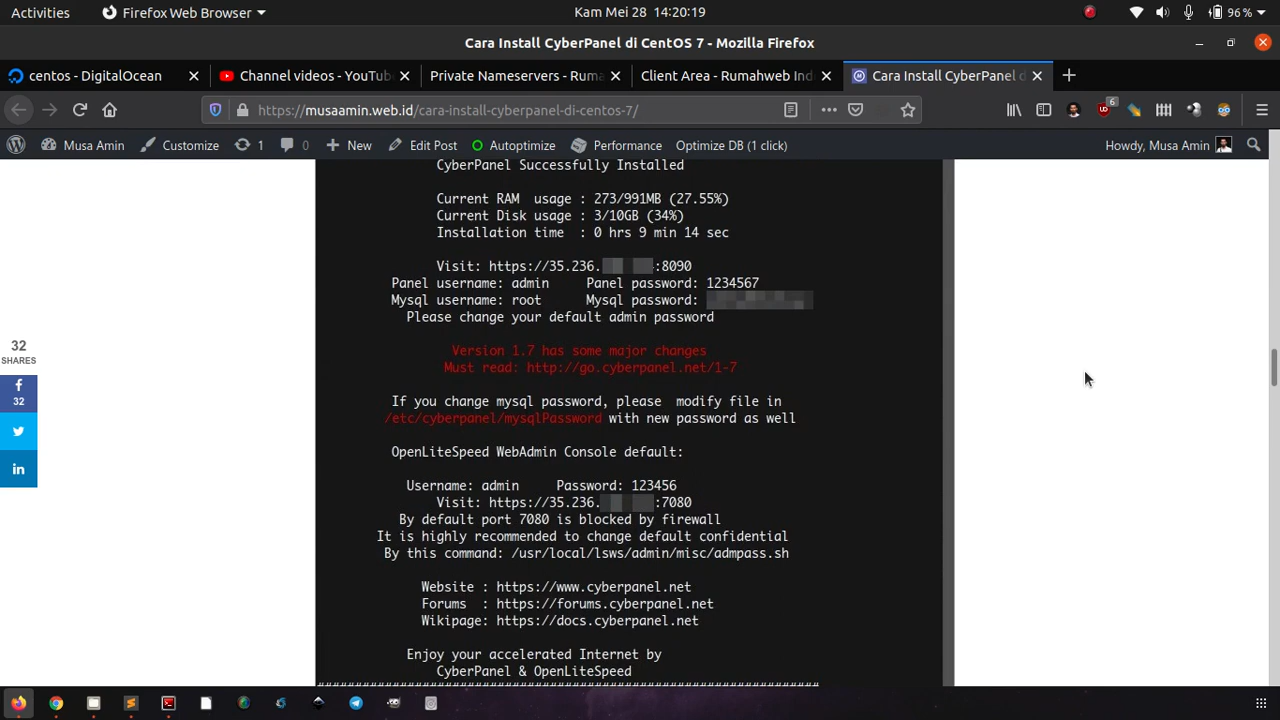 Activities
Firefox Web Browser
Kam Mei 28 14:20:19
96 %
Cara Install CyberPanel di CentOS 7 - Mozilla Firefox
centos - DigitalOcean
Channel videos - YouTub
Private Nameservers - Ruma
Client Area - Rumahweb Ind
Cara Install CyberPanel d
https://musaamin.web.id/cara-install-cyberpanel-di-centos-7/
6
Musa Amin
Customize
1
0
New
Edit Post
Autoptimize
Performance
Optimize DB (1 click)
Howdy, Musa Amin
CyberPanel Successfully Installed
Current RAM usage : 273/991MB (27.55%)
Current Disk usage : 3/10GB (34%)
Installation time : 0 hrs 9 min 14 sec
Visit: https://35.236. :8090
Panel username: admin Panel password: 1234567
Mysql username: root Mysql password:
Please change your default admin password
Version 1.7 has some major changes
Must read: http://go.cyberpanel.net/1-7
If you change mysql password, please modify file in
/etc/cyberpanel/mysqlPassword with new password as well
OpenLiteSpeed WebAdmin Console default:
Username: admin Password: 123456
Visit: https://35.236. :7080
By default port 7080 is blocked by firewall
It is highly recommended to change default confidential
By this command: /usr/local/lsws/admin/misc/admpass.sh
Website : https://www.cyberpanel.net
Forums : https://forums.cyberpanel.net
Wikipage: https://docs.cyberpanel.net
Enjoy your accelerated Internet by
CyberPanel & OpenLiteSpeed
32
SHARES
32